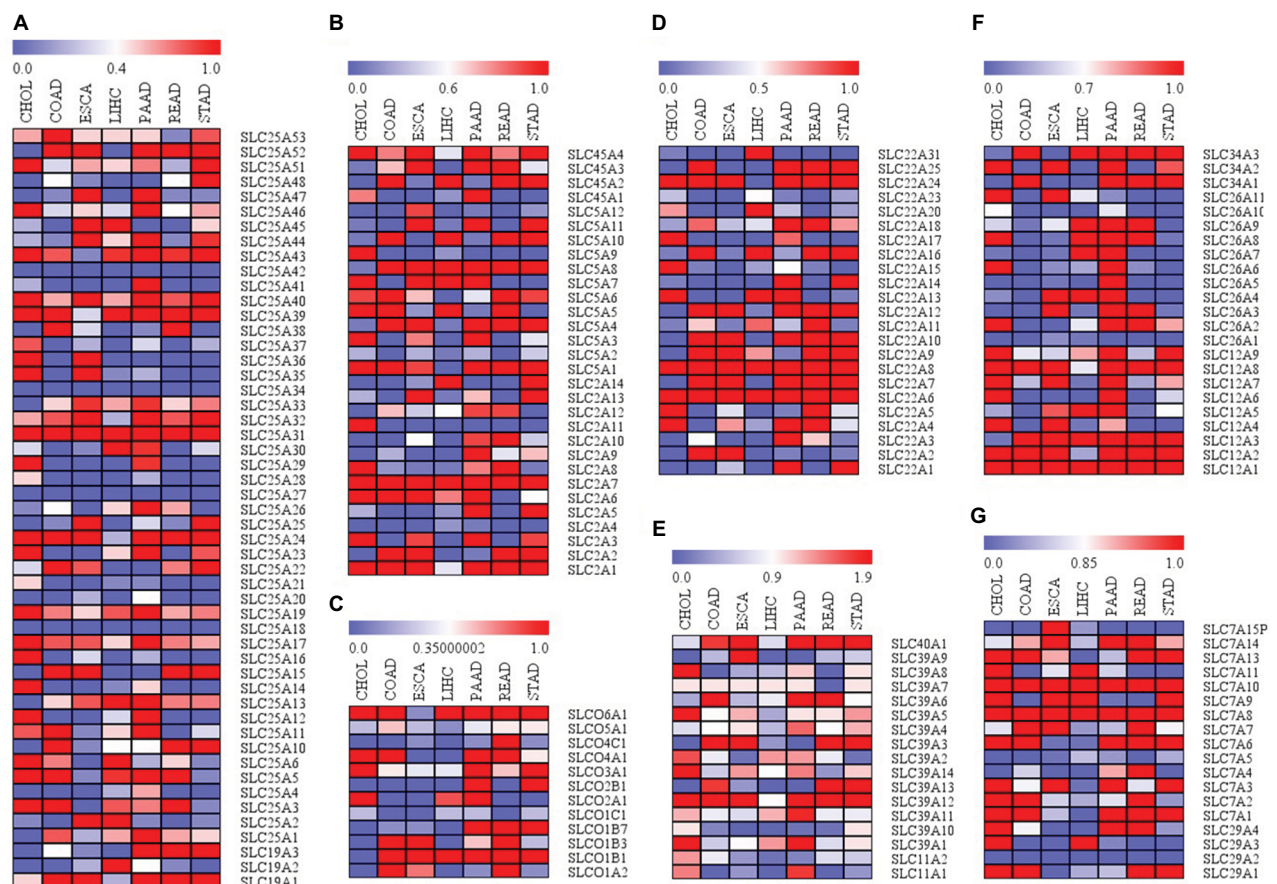 A
0.0 0.4 1.0
CHOL COAD ESCA LIHC PAAD READ STAD
SLC25A53
SLC25A52
SLC25A51
SLC25A48
SLC25A47
SLC25A46
SLC25A45
SLC25A44
SLC25A43
SLC25A42
SLC25A41
SLC25A40
SLC25A39
SLC25A38
SLC25A37
SLC25A36
SLC25A35
SLC25A34
SLC25A33
SLC25A32
SLC25A31
SLC25A30
SLC25A29
SLC25A28
SLC25A27
SLC25A26
SLC25A25
SLC25A24
SLC25A23
SLC25A22
SLC25A21
SLC25A20
SLC25A19
SLC25A18
SLC25A17
SLC25A16
SLC25A15
SLC25A14
SLC25A13
SLC25A12
SLC25A11
SLC25A10
SLC25A6
SLC25A5
SLC25A4
SLC25A3
SLC25A2
SLC25A1
SLC19A3
SLC19A2
SLC19A1
B
0.0 0.6 1.0
CHOL COAD ESCA LIHC PAAD READ STAD
SLC45A4
SLC45A3
SLC45A2
SLC45A1
SLC5A12
SLC5A11
SLC5A10
SLC5A9
SLC5A8
SLC5A7
SLC5A6
SLC5A5
SLC5A4
SLC5A3
SLC5A2
SLC5A1
SLC2A14
SLC2A13
SLC2A12
SLC2A11
SLC2A10
SLC2A9
SLC2A8
SLC2A7
SLC2A6
SLC2A5
SLC2A4
SLC2A3
SLC2A2
SLC2A1
C
0.0 0.35000002 1.0
CHOL COAD ESCA LIHC PAAD READ STAD
SLCO6A1
SLCO5A1
SLCO4C1
SLCO4A1
SLCO3A1
SLCO2B1
SLCO2A1
SLCO1C1
SLCO1B7
SLCO1B3
SLCO1B1
SLCO1A2
D
0.0 0.5 1.0
CHOL COAD ESCA LIHC PAAD READ STAD
SLC22A31
SLC22A25
SLC22A24
SLC22A23
SLC22A20
SLC22A18
SLC22A17
SLC22A16
SLC22A15
SLC22A14
SLC22A13
SLC22A12
SLC22A11
SLC22A10
SLC22A9
SLC22A8
SLC22A7
SLC22A6
SLC22A5
SLC22A4
SLC22A3
SLC22A2
SLC22A1
E
0.0 0.9 1.9
CHOL COAD ESCA LIHC PAAD READ STAD
SLC40A1
SLC39A9
SLC39A8
SLC39A7
SLC39A6
SLC39A5
SLC39A4
SLC39A3
SLC39A2
SLC39A14
SLC39A13
SLC39A12
SLC39A11
SLC39A10
SLC39A1
SLC11A2
SLC11A1
F
0.0 0.7 1.0
CHOL COAD ESCA LIHC PAAD READ STAD
SLC34A3
SLC34A2
SLC34A1
SLC26A11
SLC26A10
SLC26A9
SLC26A8
SLC26A7
SLC26A6
SLC26A5
SLC26A4
SLC26A3
SLC26A2
SLC26A1
SLC12A9
SLC12A8
SLC12A7
SLC12A6
SLC12A5
SLC12A4
SLC12A3
SLC12A2
SLC12A1
G
0.0 0.85 1.0
CHOL COAD ESCA LIHC PAAD READ STAD
SLC7A15P
SLC7A14
SLC7A13
SLC7A11
SLC7A10
SLC7A9
SLC7A8
SLC7A7
SLC7A6
SLC7A5
SLC7A4
SLC7A3
SLC7A2
SLC7A1
SLC29A4
SLC29A3
SLC29A2
SLC29A1